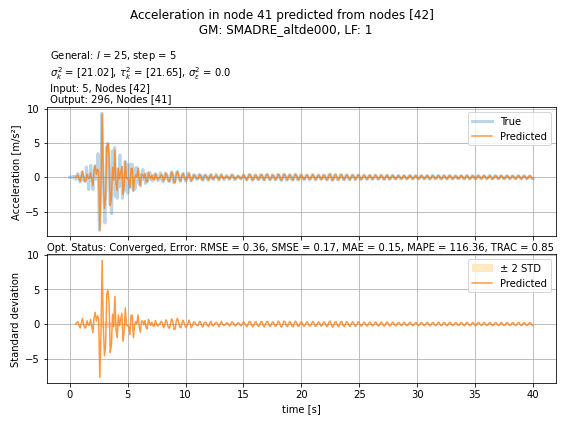 Acceleration in node 41 predicted from nodes [42]
GM: SMADRE_altde000, LF: 1
General: l = 25, step = 5
σ²ₖ = [21.02], τ²ₖ = [21.65], σ²ε = 0.0
Input: 5, Nodes [42]
Output: 296, Nodes [41]
10
5
0
−5
Acceleration [m/s²]
True
Predicted
Opt. Status: Converged, Error: RMSE = 0.36, SMSE = 0.17, MAE = 0.15, MAPE = 116.36, TRAC = 0.85
10
5
0
−5
Standard deviation
± 2 STD
Predicted
0 5 10 15 20 25 30 35 40
time [s]